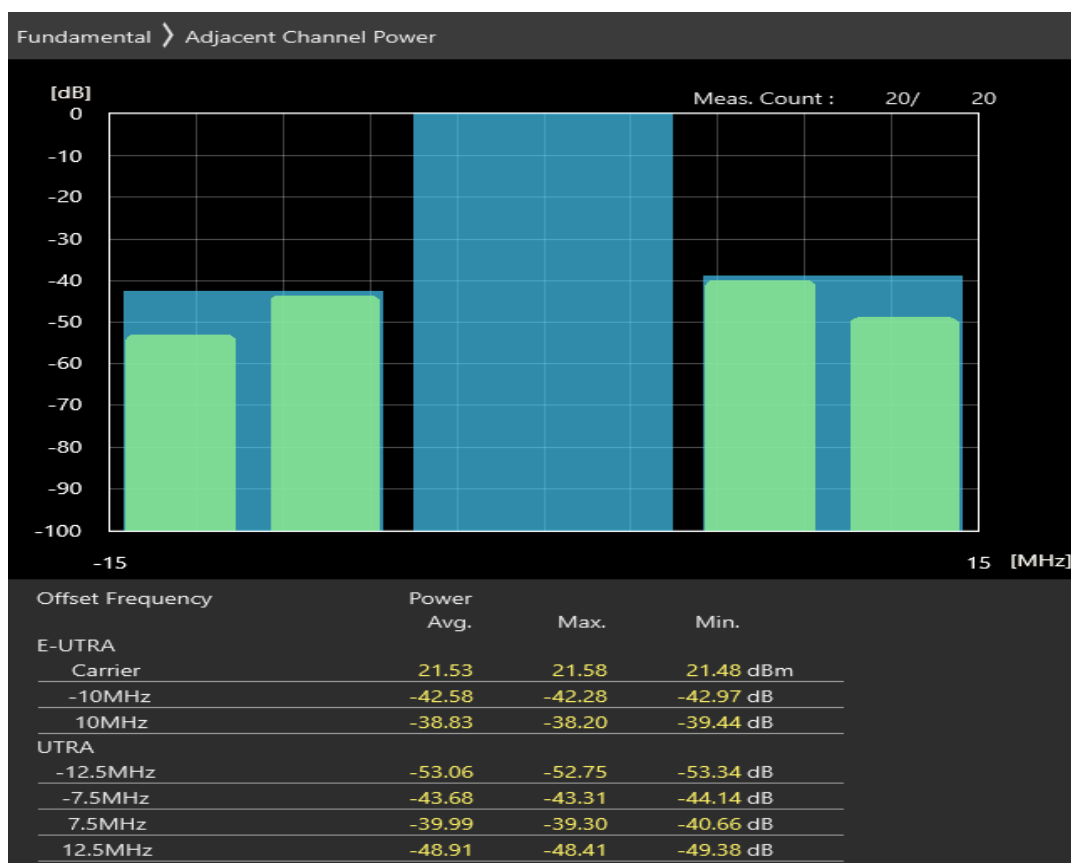 Fundamental ❯ Adjacent Channel Power
[dB]
Meas. Count : 20/ 20
0
-10
-20
-30
-40
-50
-60
-70
-80
-90
-100
-15 15 [MHz]
Offset Frequency Power
Avg. Max. Min.
E-UTRA
Carrier 21.53 21.58 21.48 dBm
-10MHz -42.58 -42.28 -42.97 dB
10MHz -38.83 -38.20 -39.44 dB
UTRA
-12.5MHz -53.06 -52.75 -53.34 dB
-7.5MHz -43.68 -43.31 -44.14 dB
7.5MHz -39.99 -39.30 -40.66 dB
12.5MHz -48.91 -48.41 -49.38 dB